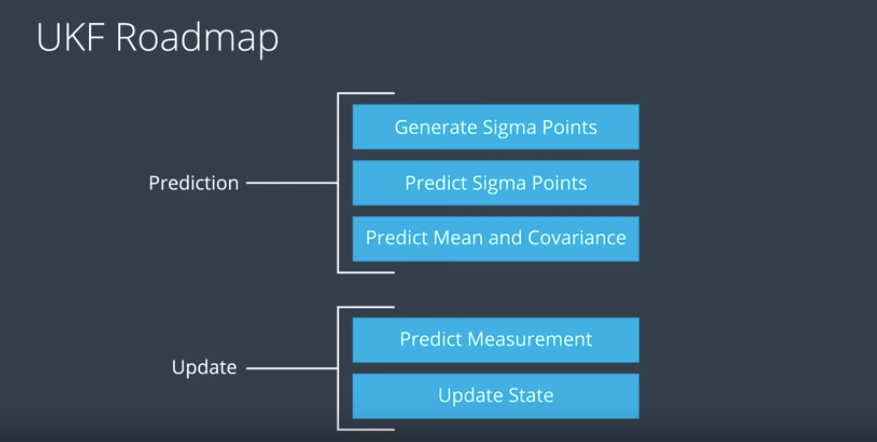 UKF Roadmap
Prediction
Generate Sigma Points
Predict Sigma Points
Predict Mean and Covariance
Update
Predict Measurement
Update State